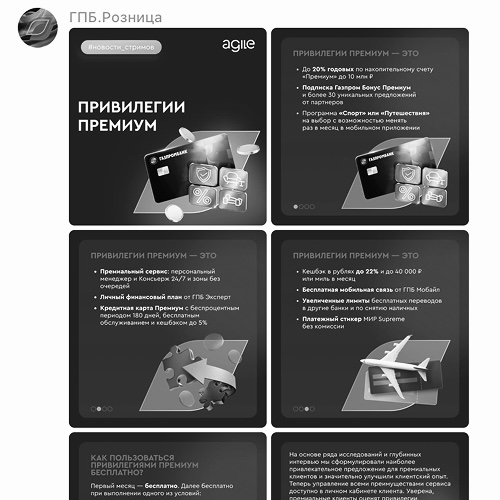 ГПБ.Розница
#новости_стримов
agile
ПРИВИЛЕГИИ
ПРЕМИУМ
ГАЗПРОМБАНК
ПРИВИЛЕГИИ ПРЕМИУМ — ЭТО
• До 20% годовых по накопительному счету
«Премиум» до 10 млн ₽
• Подписка Газпром Бонус Премиум
и более 30 уникальных предложений
от партнеров
• Программа «Спорт» или «Путешествия»
на выбор с возможностью менять
раз в месяц в мобильном приложении
ГАЗПРОМБАНК
ПРИВИЛЕГИИ ПРЕМИУМ — ЭТО
• Премиальный сервис: персональный
менеджер и Консьерж 24/7 и зоны без
очередей
• Личный финансовый план от ГПБ Эксперт
• Кредитная карта Премиум с беспроцентным
периодом 180 дней, бесплатным
обслуживанием и кешбэком до 5%
ПРИВИЛЕГИИ ПРЕМИУМ — ЭТО
• Кешбэк в рублях до 22% и до 40 000 ₽
или миль в месяц
• Бесплатная мобильная связь от ГПБ Мобайл
• Увеличенные лимиты бесплатных переводов
в другие банки и по снятию наличных
• Платежный стикер МИР Supreme
без комиссии
КАК ПОЛЬЗОВАТЬСЯ
ПРИВИЛЕГИЯМИ ПРЕМИУМ
БЕСПЛАТНО?
Первый месяц — бесплатно. Далее бесплатно
при выполнении одного из условий:
На основе ряда исследований и глубинных
интервью мы сформулировали наиболее
привлекательное предложение для премиальных
клиентов и значительно улучшили клиентский опыт.
Теперь управление всеми преимуществами сервиса
доступно в личном кабинете клиента. Уверены,
премиальные клиенты оценят привилегии